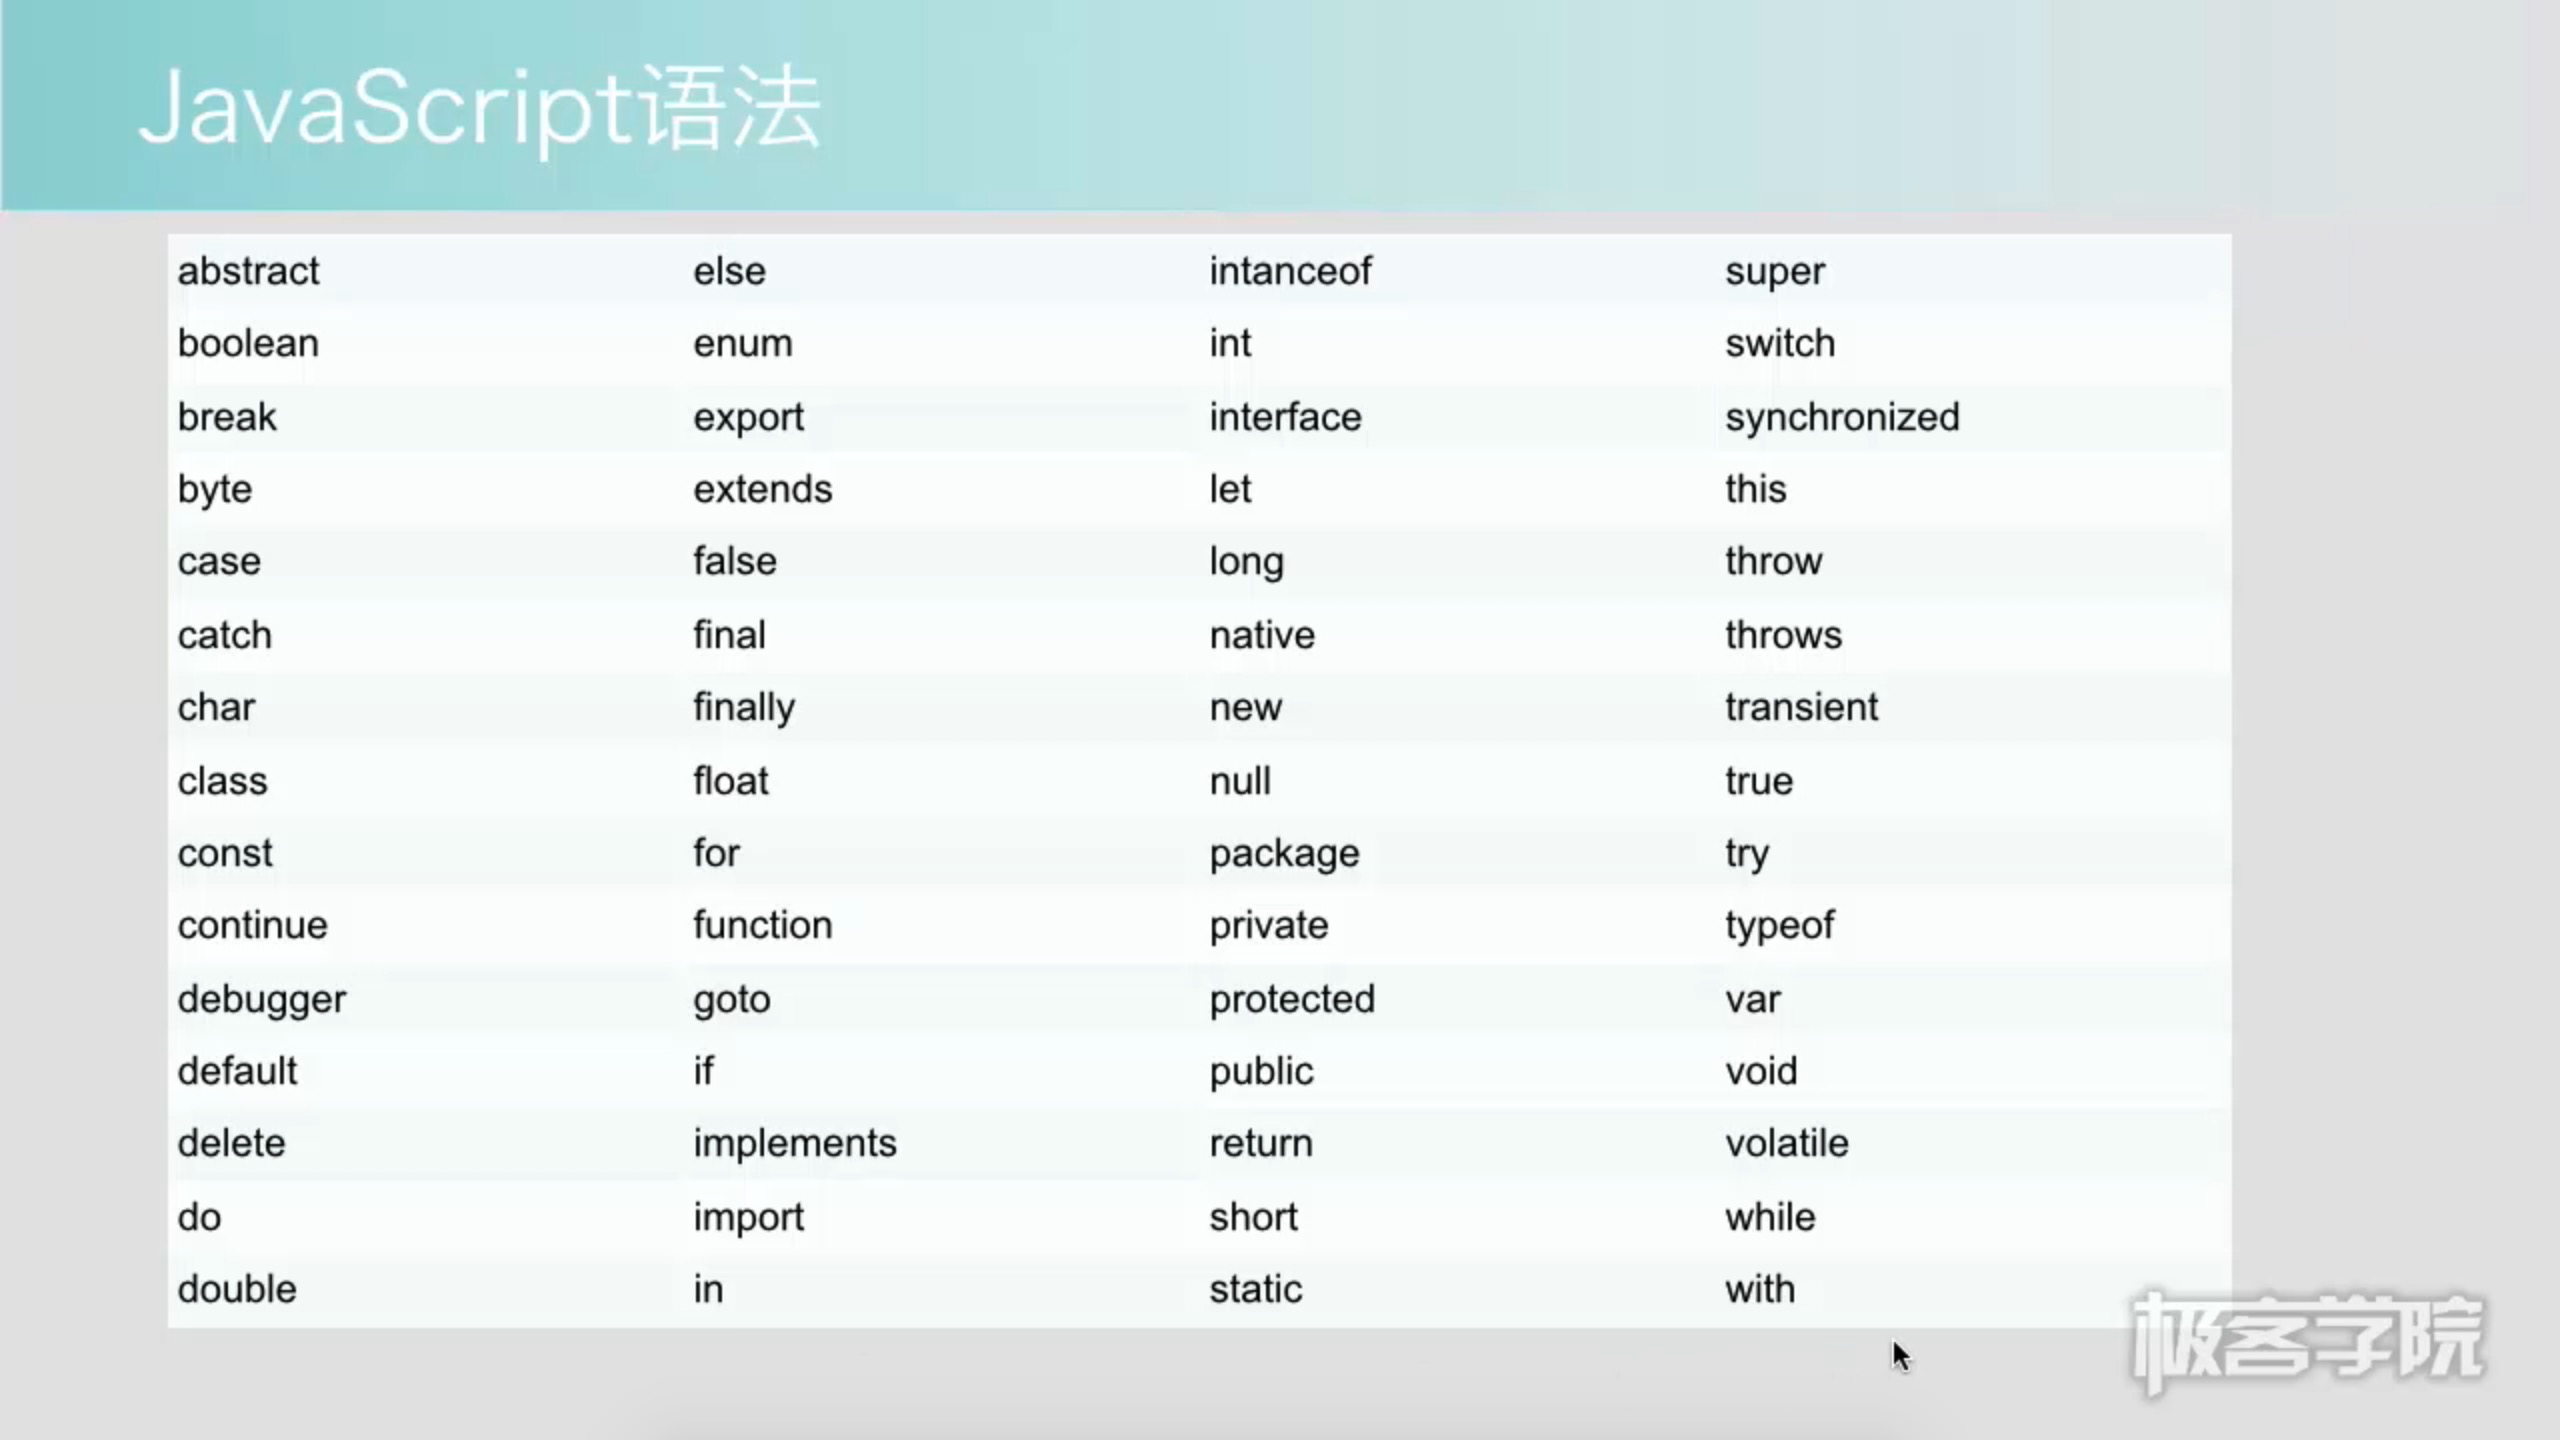 JavaScript语法
abstract else intanceof super
boolean enum int switch
break export interface synchronized
byte extends let this
case false long throw
catch final native throws
char finally new transient
class float null true
const for package try
continue function private typeof
debugger goto protected var
default if public void
delete implements return volatile
do import short while
double in static with
极客学院